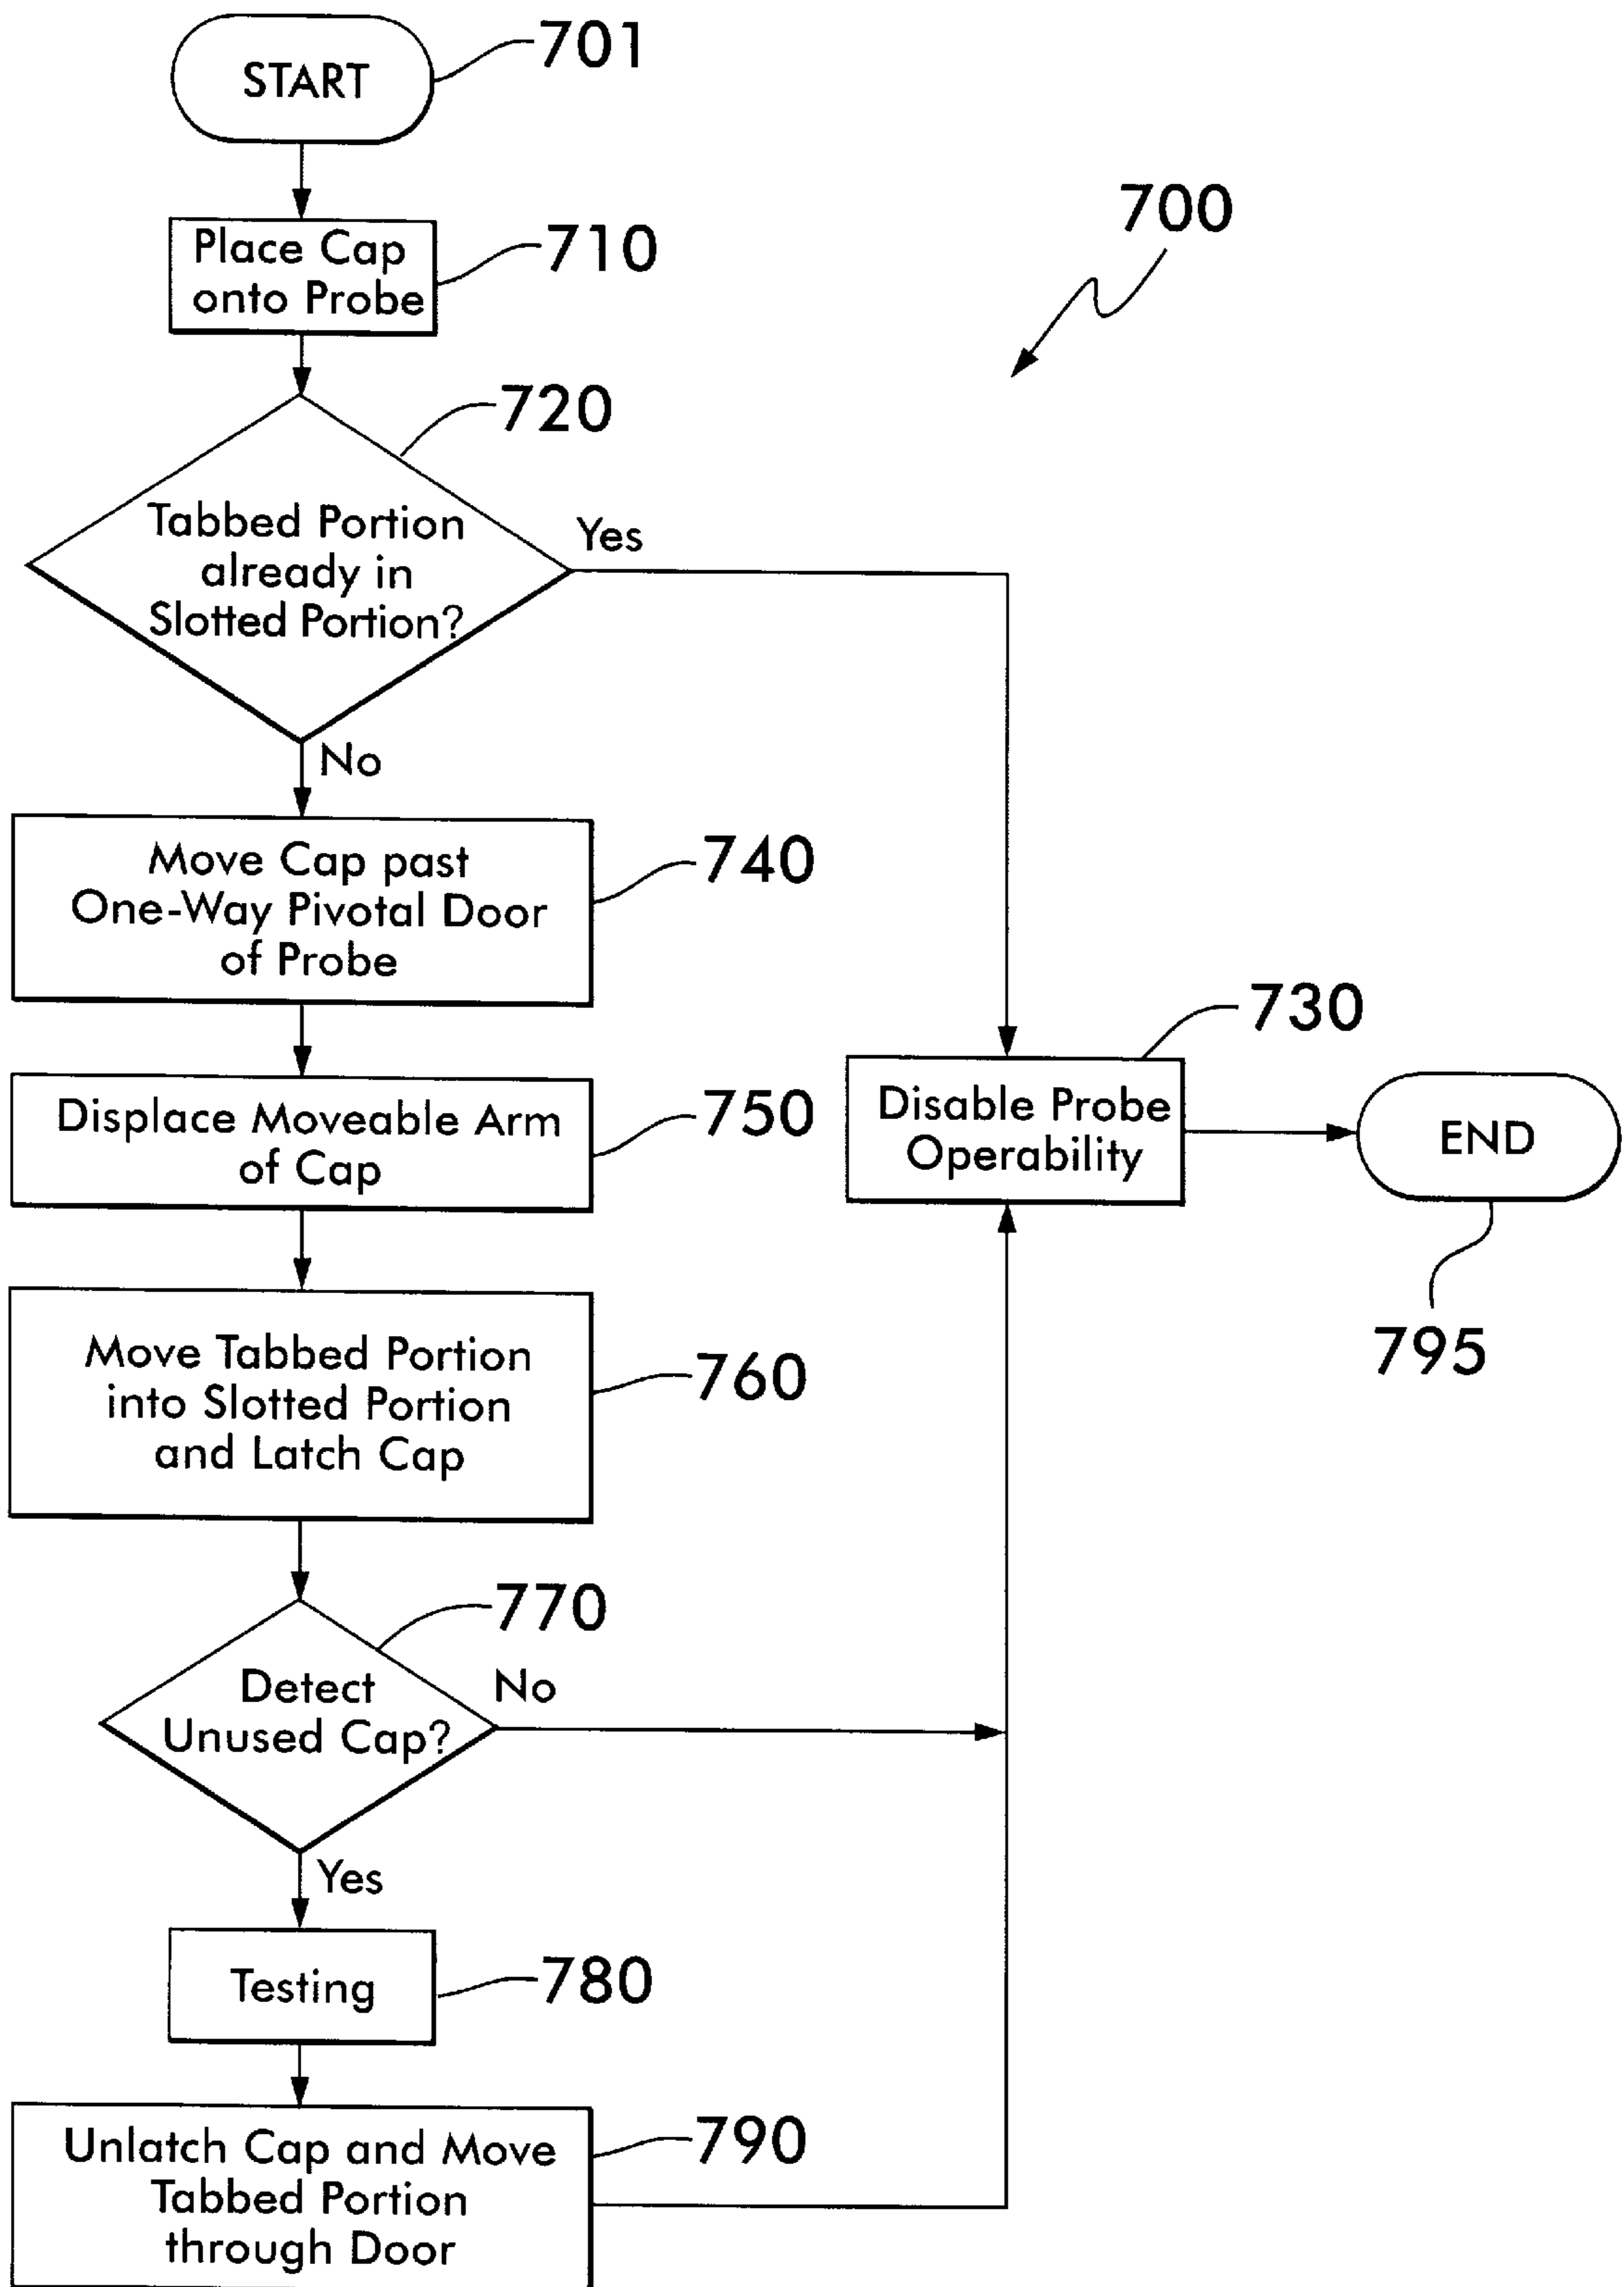 START
701
700
Place Cap
onto Probe
710
720
Tabbed Portion
already in
Slotted Portion?
Yes
No
Move Cap past
One-Way Pivotal Door
of Probe
740
Displace Moveable Arm
of Cap
750
730
Disable Probe
Operability
END
795
Move Tabbed Portion
into Slotted Portion
and Latch Cap
760
770
Detect
Unused Cap?
No
Yes
Testing
780
Unlatch Cap and Move
Tabbed Portion
through Door
790